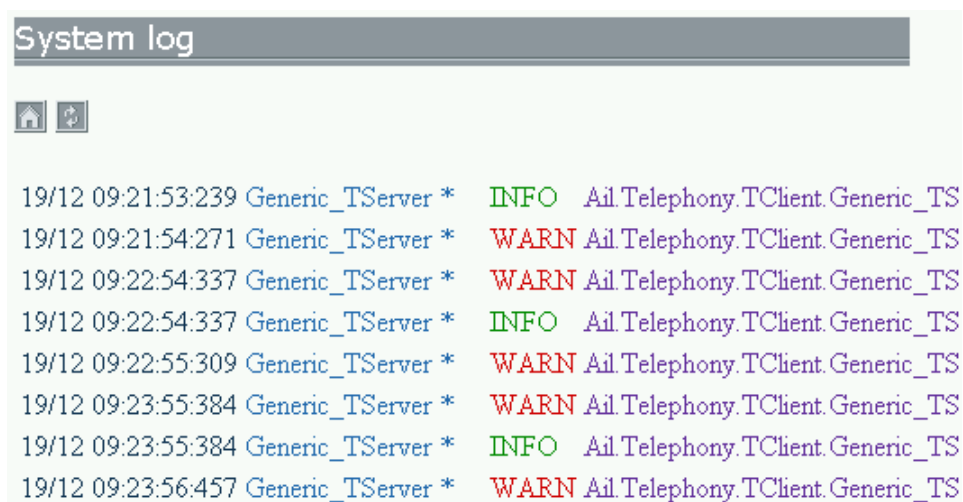 System log
19/12 09:21:53:239 Generic_TServer * INFO Ail.Telephony.TClient.Generic_TS
19/12 09:21:54:271 Generic_TServer * WARN Ail.Telephony.TClient.Generic_TS
19/12 09:22:54:337 Generic_TServer * WARN Ail.Telephony.TClient.Generic_TS
19/12 09:22:54:337 Generic_TServer * INFO Ail.Telephony.TClient.Generic_TS
19/12 09:22:55:309 Generic_TServer * WARN Ail.Telephony.TClient.Generic_TS
19/12 09:23:55:384 Generic_TServer * WARN Ail.Telephony.TClient.Generic_TS
19/12 09:23:55:384 Generic_TServer * INFO Ail.Telephony.TClient.Generic_TS
19/12 09:23:56:457 Generic_TServer * WARN Ail.Telephony.TClient.Generic_TS